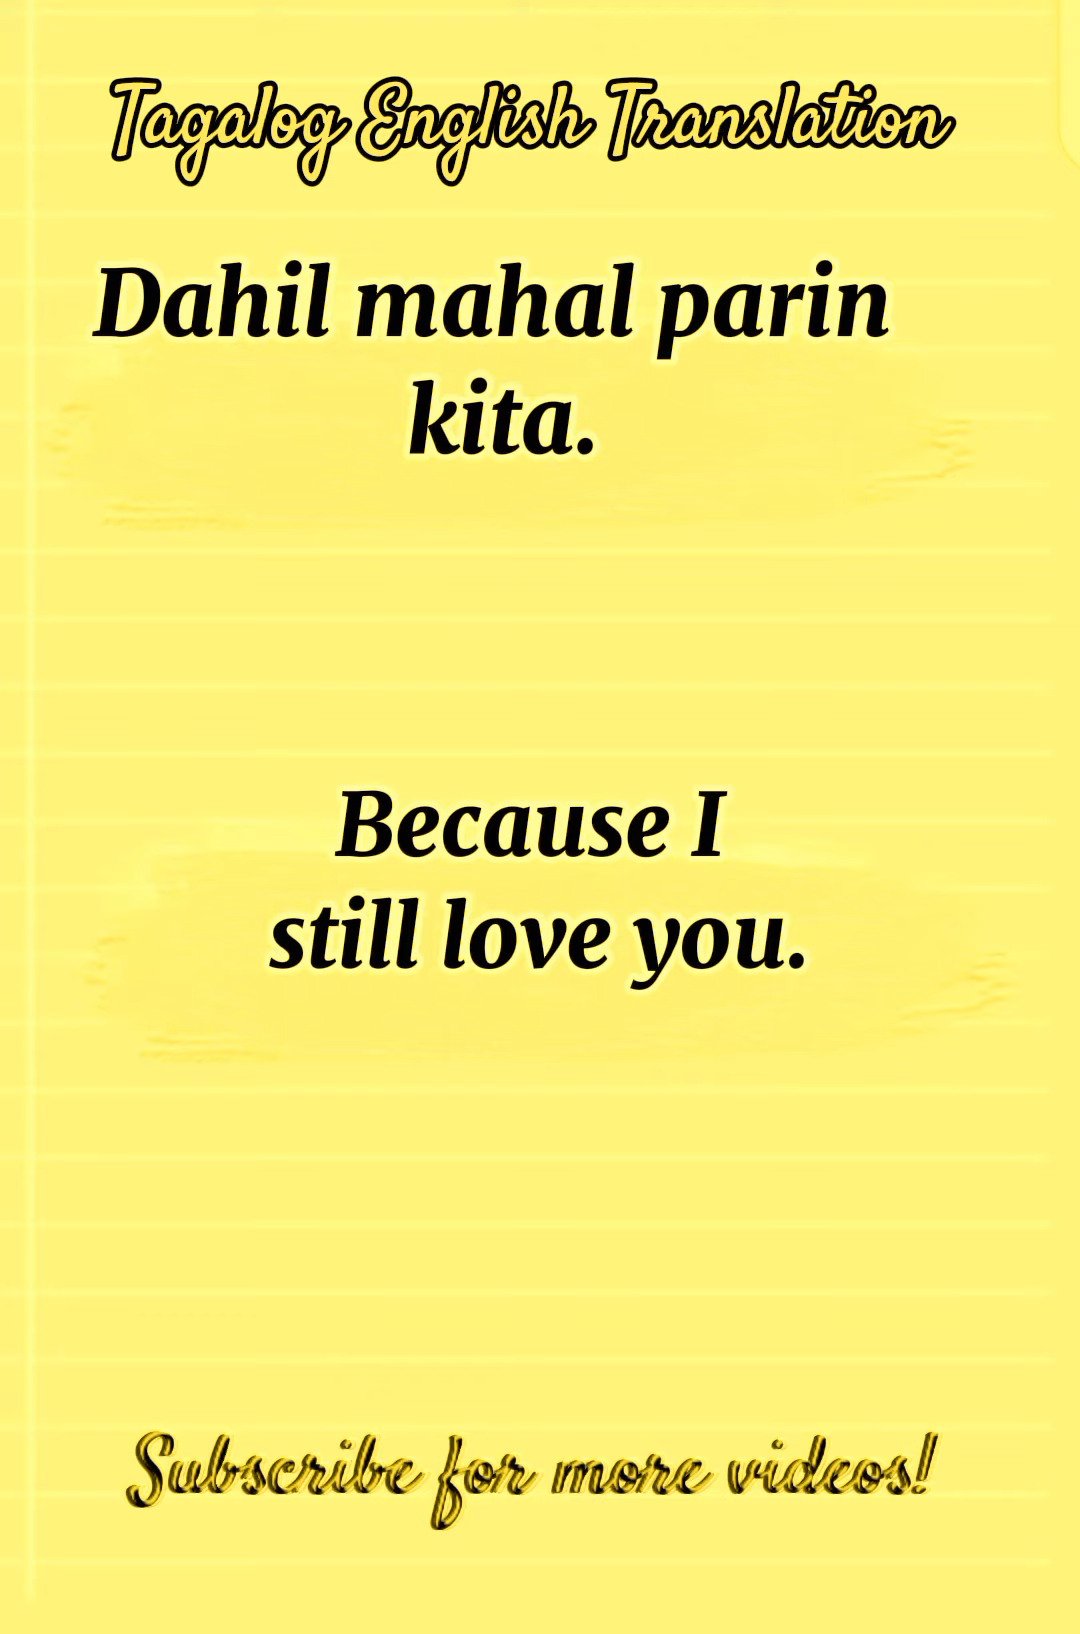 Tagalog English Translation
Dahil mahal parin
kita.
Because I
still love you.
Subscribe for more videos!